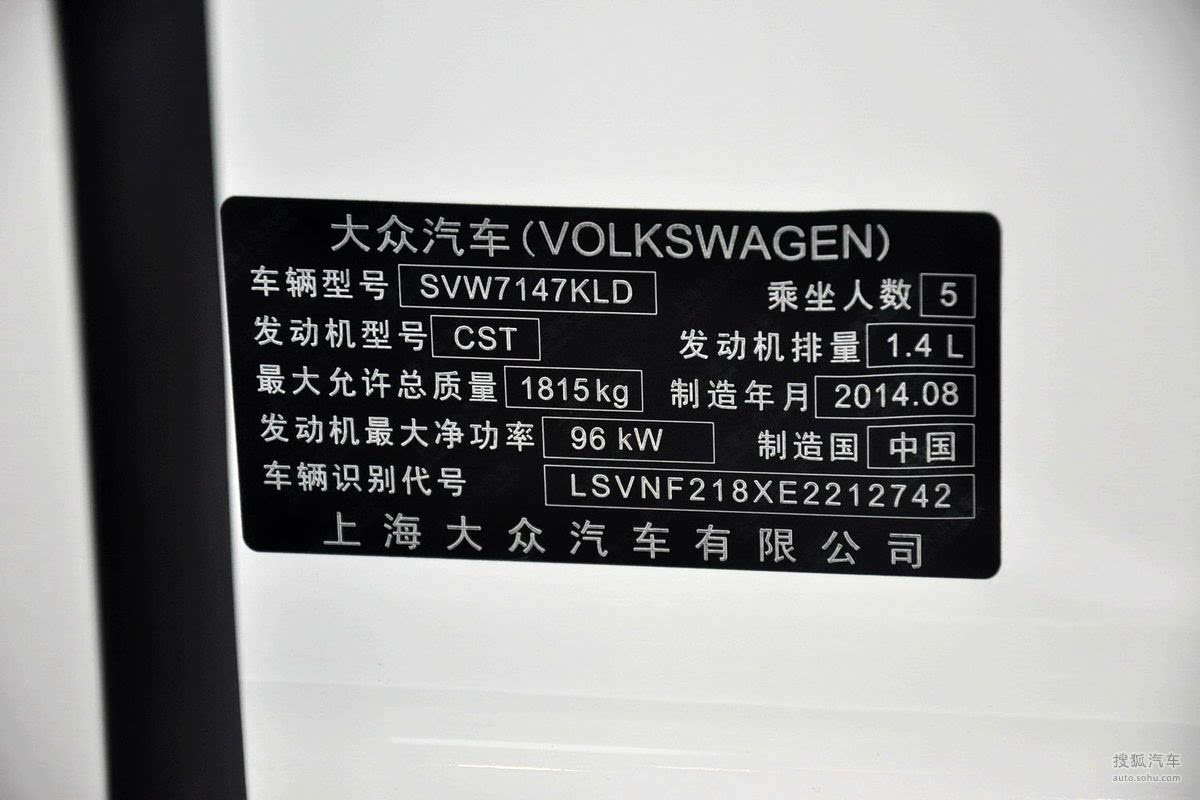 大众汽车(VOLKSWAGEN)
车辆型号 SVW7147KLD 乘坐人数 5
发动机型号 CST 发动机排量 1.4 L
最大允许总质量 1815kg 制造年月 2014.08
发动机最大净功率 96 kW 制造国 中国
车辆识别代号 LSVNF218XE2212742
上海大众汽车有限公司
搜狐汽车
auto.sohu.com